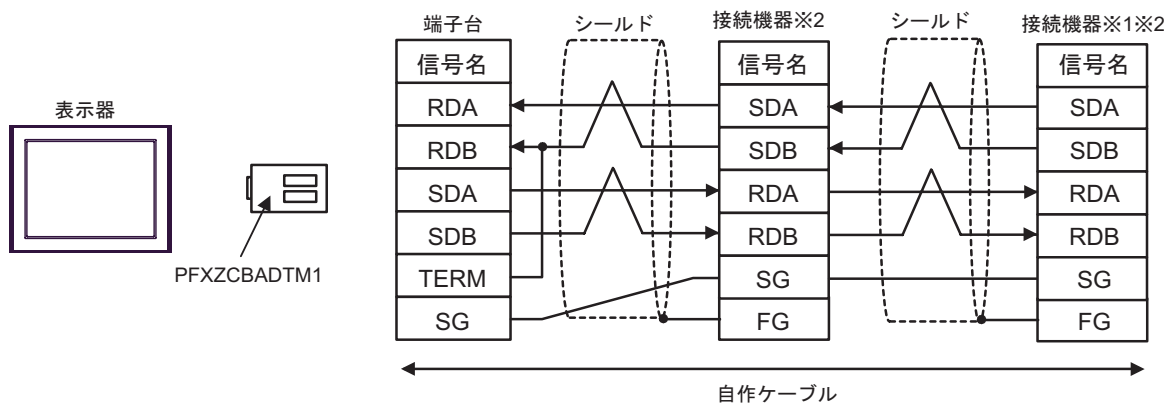 表示器
PFXZCBADTM1
端子台
信号名
RDA
RDB
SDA
SDB
TERM
SG
シールド
接続機器※2
信号名
SDA
SDB
RDA
RDB
SG
FG
シールド
接続機器※1※2
信号名
SDA
SDB
RDA
RDB
SG
FG
自作ケーブル